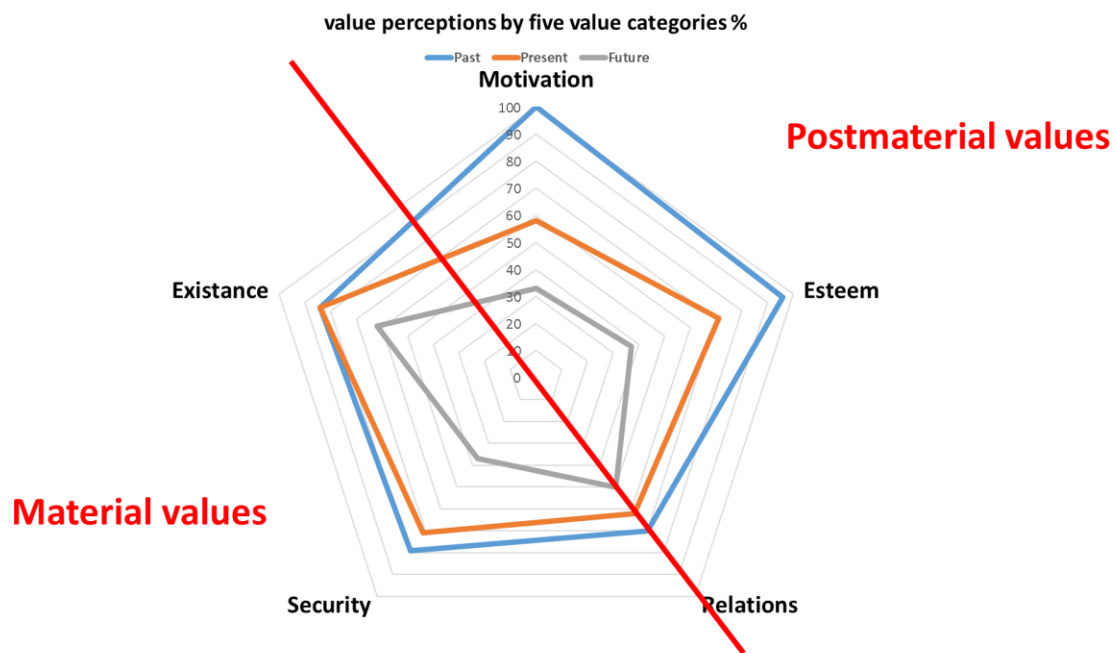 value perceptions by five value categories %
Past Present Future
Motivation
Postmaterial values
100
90
80
70
60
50
40
30
20
10
0
Existance
Esteem
Material values
Security
Relations